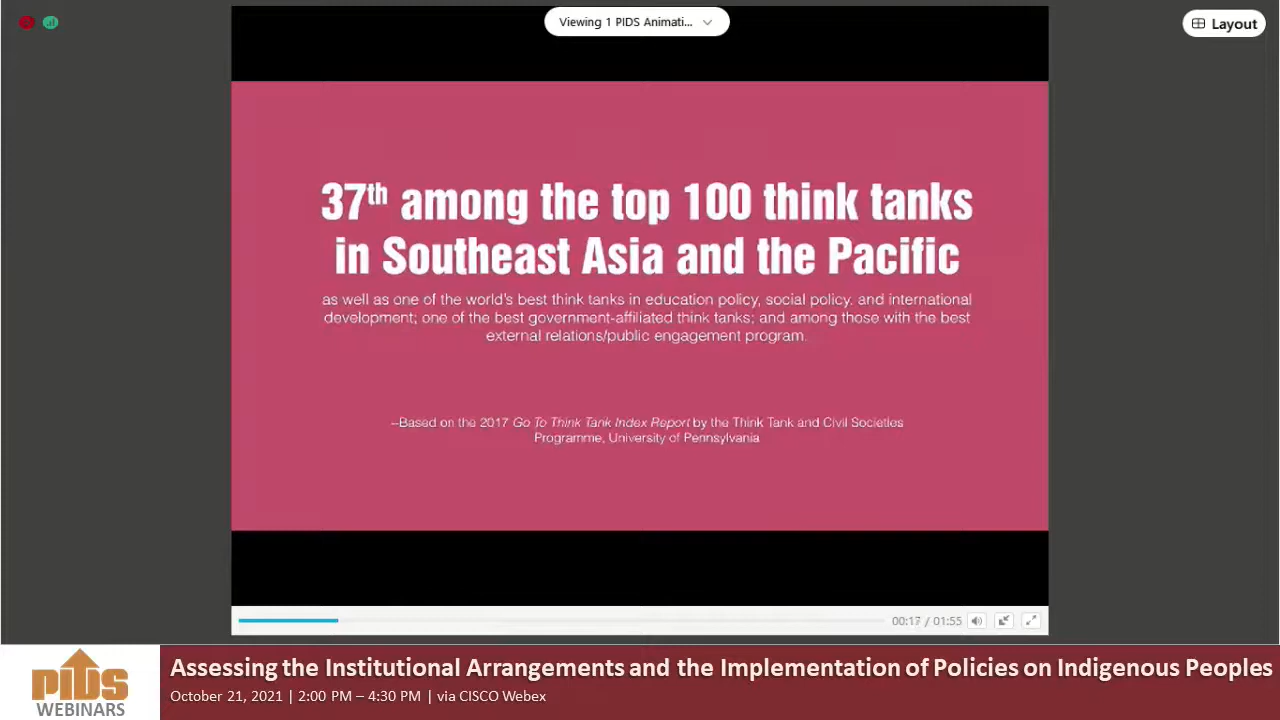 Viewing 1 PIDS Animati...
Layout
37th among the top 100 think tanks
in Southeast Asia and the Pacific
as well as one of the world's best think tanks in education policy, social policy, and international
development; one of the best government-affiliated think tanks; and among those with the best
external relations/public engagement program.
--Based on the 2017 Go To Think Tank Index Report by the Think Tank and Civil Societies
Programme, University of Pennsylvania
00:17 / 01:55
PIDS
WEBINARS
Assessing the Institutional Arrangements and the Implementation of Policies on Indigenous Peoples
October 21, 2021 | 2:00 PM – 4:30 PM | via CISCO Webex